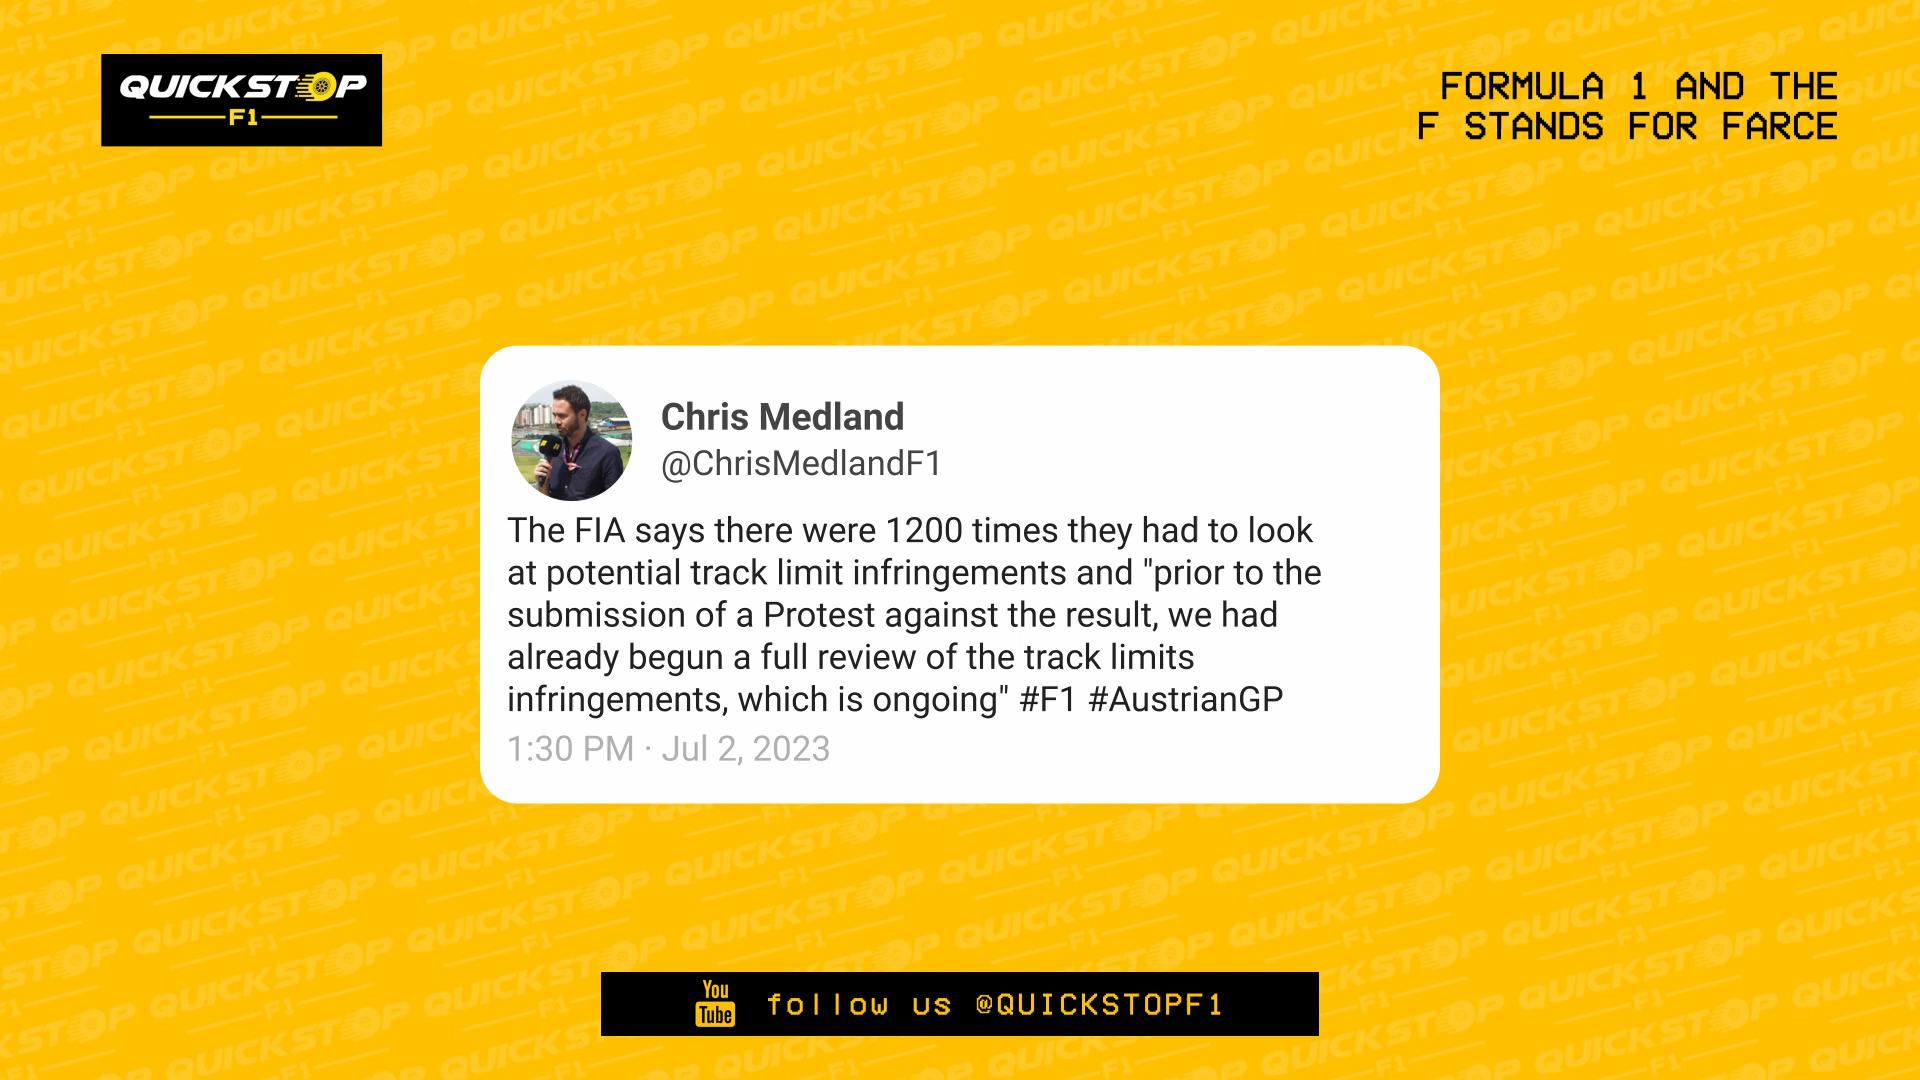 QUICKSTOP
F1
FORMULA 1 AND THE
F STANDS FOR FARCE
Chris Medland
@ChrisMedlandF1
The FIA says there were 1200 times they had to look
at potential track limit infringements and "prior to the
submission of a Protest against the result, we had
already begun a full review of the track limits
infringements, which is ongoing" #F1 #AustrianGP
1:30 PM · Jul 2, 2023
You
Tube
follow us @QUICKSTOPF1